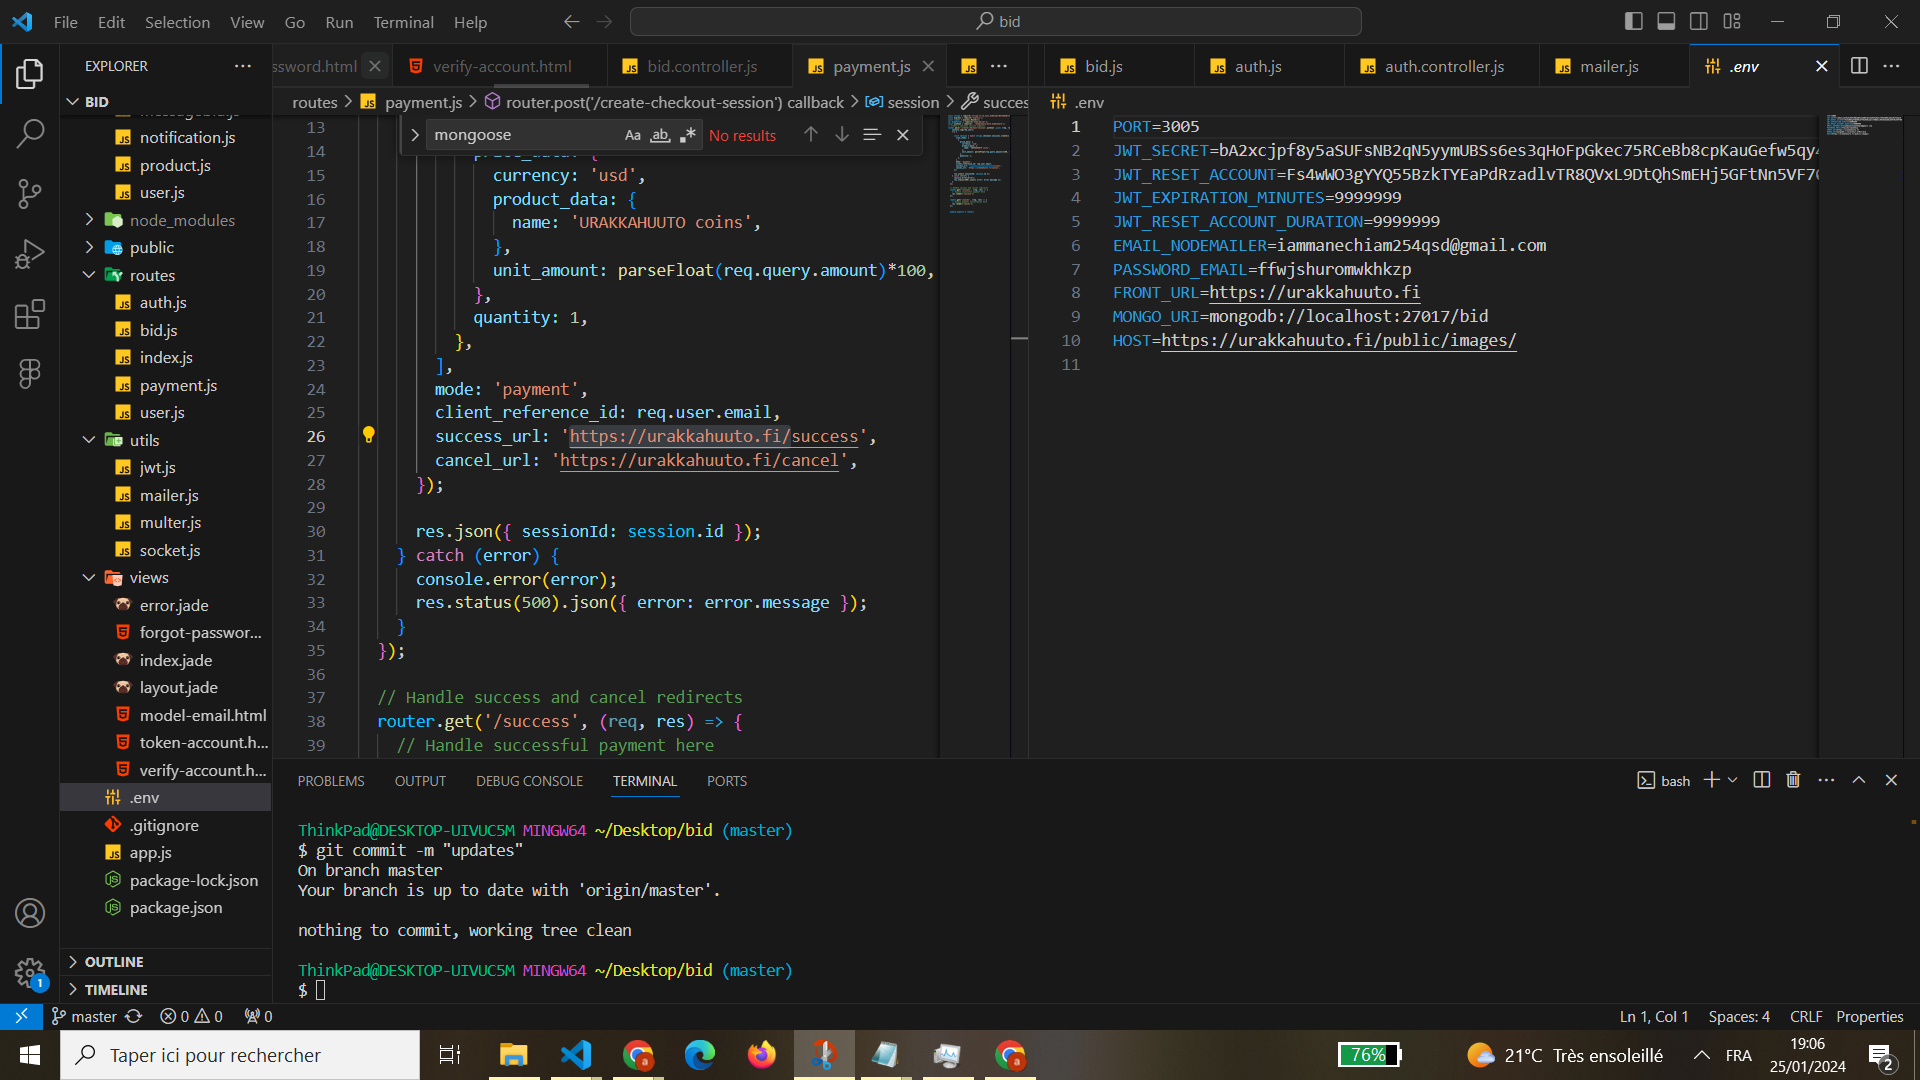 File Edit Selection View Go Run Terminal Help
bid
EXPLORER
ssword.html
verify-account.html
bid.controller.js
payment.js
bid.js
auth.js
auth.controller.js
mailer.js
.env
BID
routes > payment.js > router.post('/create-checkout-session') callback > session > succes
.env
notification.js
product.js
user.js
node_modules
public
routes
auth.js
bid.js
index.js
payment.js
user.js
utils
jwt.js
mailer.js
multer.js
socket.js
views
error.jade
forgot-passwor...
index.jade
layout.jade
model-email.html
token-account.h...
verify-account.h...
.env
.gitignore
app.js
package-lock.json
package.json
OUTLINE
TIMELINE
mongoose
Aa ab .*
No results
13
14
15 currency: 'usd',
16 product_data: {
17 name: 'URAKKAHUUTO coins',
18 },
19 unit_amount: parseFloat(req.query.amount)*100,
20 },
21 quantity: 1,
22 },
23 ],
24 mode: 'payment',
25 client_reference_id: req.user.email,
26 success_url: 'https://urakkahuuto.fi/success',
27 cancel_url: 'https://urakkahuuto.fi/cancel',
28 });
29
30 res.json({ sessionId: session.id });
31 } catch (error) {
32 console.error(error);
33 res.status(500).json({ error: error.message });
34 }
35 });
36
37 // Handle success and cancel redirects
38 router.get('/success', (req, res) => {
39 // Handle successful payment here
1 PORT=3005
2 JWT_SECRET=bA2xcjpf8y5aSUFsNB2qN5yymUBSs6es3qHoFpGkec75RCeBb8cpKauGefw5qy4
3 JWT_RESET_ACCOUNT=Fs4wWO3gYYQ55BzkTYEaPdRzadlvTR8QVxL9DtQhSmEHj5GFtNn5VF7C
4 JWT_EXPIRATION_MINUTES=9999999
5 JWT_RESET_ACCOUNT_DURATION=9999999
6 EMAIL_NODEMAILER=iammanechiam254qsd@gmail.com
7 PASSWORD_EMAIL=ffwjshuromwkhkzp
8 FRONT_URL=https://urakkahuuto.fi
9 MONGO_URI=mongodb://localhost:27017/bid
10 HOST=https://urakkahuuto.fi/public/images/
11
PROBLEMS OUTPUT DEBUG CONSOLE TERMINAL PORTS
bash
ThinkPad@DESKTOP-UIVUC5M MINGW64 ~/Desktop/bid (master)
$ git commit -m "updates"
On branch master
Your branch is up to date with 'origin/master'.
nothing to commit, working tree clean
ThinkPad@DESKTOP-UIVUC5M MINGW64 ~/Desktop/bid (master)
$
1
master 0 0 0
Ln 1, Col 1 Spaces: 4 CRLF Properties
Taper ici pour rechercher
76%
21°C Très ensoleillé
FRA
19:06
25/01/2024
2